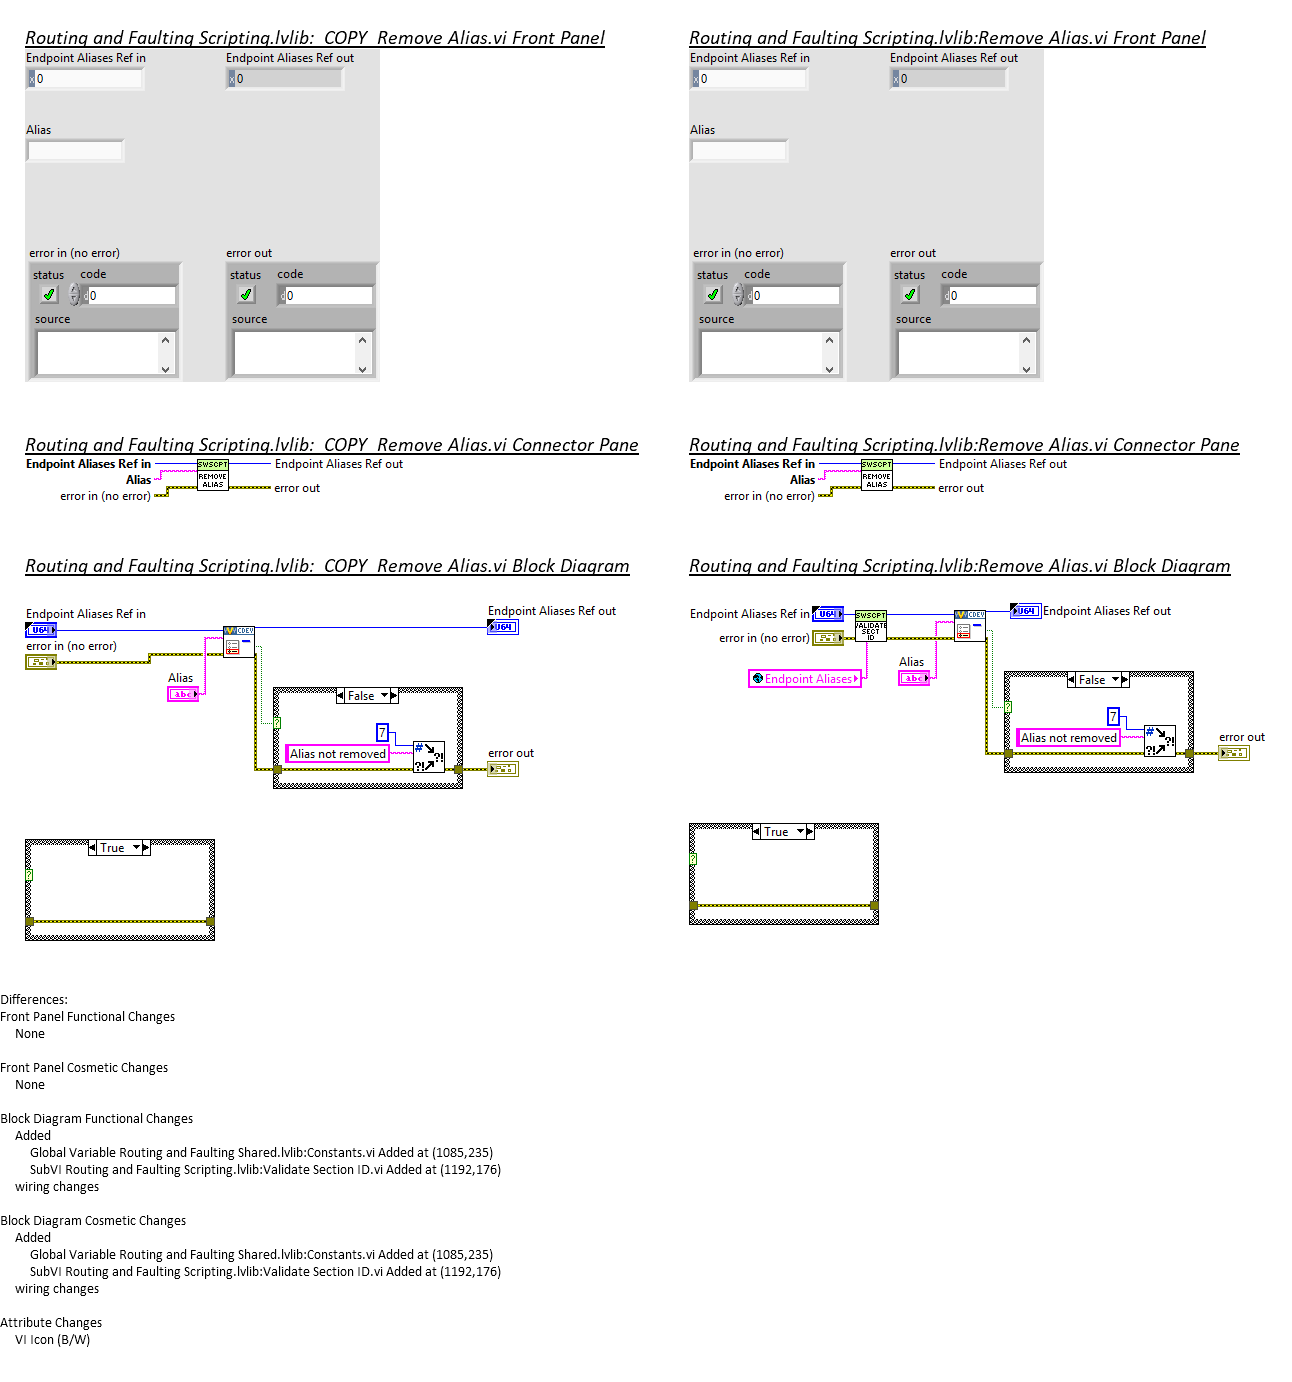 Routing and Faulting Scripting.lvlib:_COPY_Remove Alias.vi Front Panel
Endpoint Aliases Ref in
Endpoint Aliases Ref out
x 0
x 0
Alias
error in (no error)
error out
status code
status code
d 0
d 0
source
source
Routing and Faulting Scripting.lvlib:Remove Alias.vi Front Panel
Endpoint Aliases Ref in
Endpoint Aliases Ref out
x 0
x 0
Alias
error in (no error)
error out
status code
status code
d 0
d 0
source
source
Routing and Faulting Scripting.lvlib:_COPY_Remove Alias.vi Connector Pane
Endpoint Aliases Ref in
SWSCPT
Endpoint Aliases Ref out
Alias
REMOVE
ALIAS
error in (no error)
error out
Routing and Faulting Scripting.lvlib:Remove Alias.vi Connector Pane
Endpoint Aliases Ref in
SWSCPT
Endpoint Aliases Ref out
Alias
REMOVE
ALIAS
error in (no error)
error out
Routing and Faulting Scripting.lvlib:_COPY_Remove Alias.vi Block Diagram
Endpoint Aliases Ref in
U64
error in (no error)
CDEV
Endpoint Aliases Ref out
U64
Alias
abc
False
?
7
Alias not removed
#
?!
?!
error out
True
?
Routing and Faulting Scripting.lvlib:Remove Alias.vi Block Diagram
Endpoint Aliases Ref in
U64
error in (no error)
SWSCPT
VALIDATE
SECT
ID
CDEV
U64
Endpoint Aliases Ref out
Endpoint Aliases
Alias
abc
False
?
7
Alias not removed
#
?!
?!
error out
True
?
Differences:
Front Panel Functional Changes
None
Front Panel Cosmetic Changes
None
Block Diagram Functional Changes
Added
Global Variable Routing and Faulting Shared.lvlib:Constants.vi Added at (1085,235)
SubVI Routing and Faulting Scripting.lvlib:Validate Section ID.vi Added at (1192,176)
wiring changes
Block Diagram Cosmetic Changes
Added
Global Variable Routing and Faulting Shared.lvlib:Constants.vi Added at (1085,235)
SubVI Routing and Faulting Scripting.lvlib:Validate Section ID.vi Added at (1192,176)
wiring changes
Attribute Changes
VI Icon (B/W)